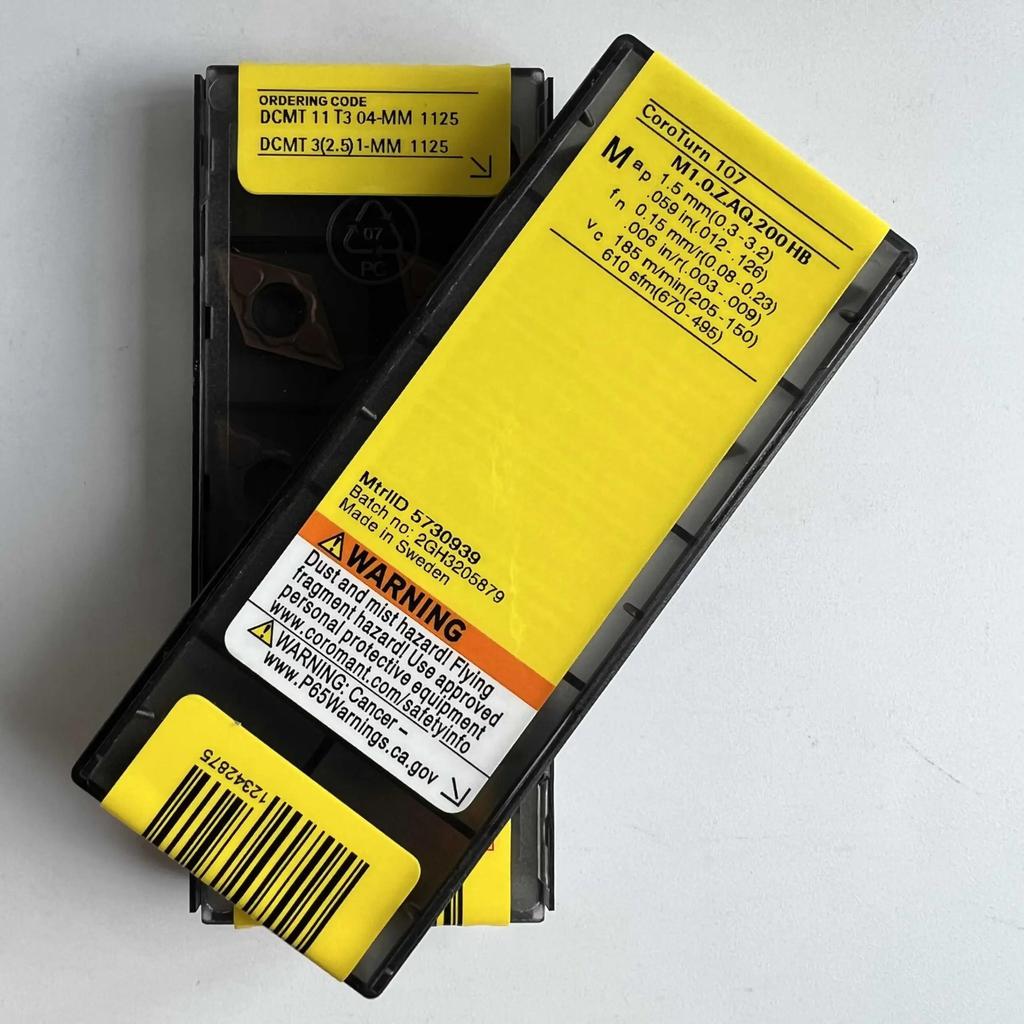 ORDERING CODE
DCMT 11 T3 04-MM 1125
DCMT 3(2.5)1-MM 1125
07
PC
CoroTurn 107
M1.0.Z.AQ.200 HB
M ap 1.5 mm(0.3-3.2)
.059 in(.012-.126)
fn 0.15 mm/r(0.08-0.23)
.006 in/r(.003-.009)
vc 185 m/min(205-150)
610 sfm(670-495)
MtrlID 5730939
Batch no: 2GH3205879
Made in Sweden
WARNING
Dust and mist hazard! Flying
fragment hazard! Use approved
personal protective equipment
www.coromant.com/safetyinfo
WARNING: Cancer –
www.P65Warnings.ca.gov
12342875